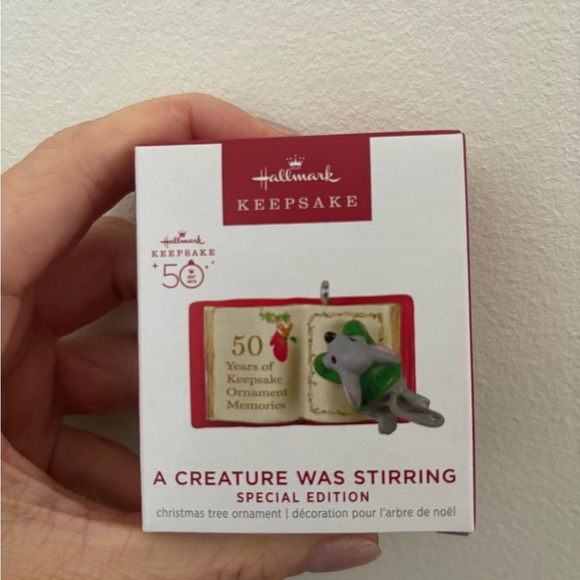 Hallmark
KEEPSAKE
Hallmark
KEEPSAKE
50
50
Years of
Keepsake
Ornament
Memories
A CREATURE WAS STIRRING
SPECIAL EDITION
christmas tree ornament | décoration pour l'arbre de noël